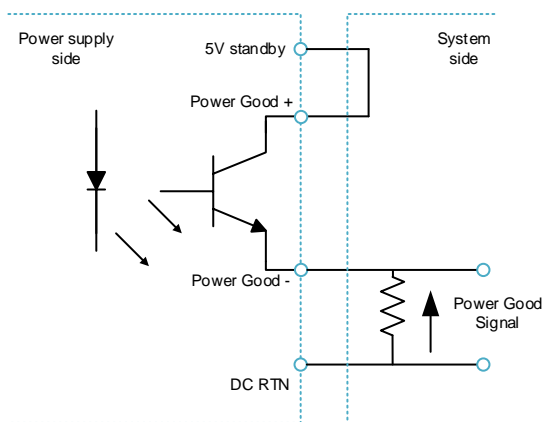 Power supply
side
5V standby
System
side
Power Good +
Power Good -
Power Good
Signal
DC RTN